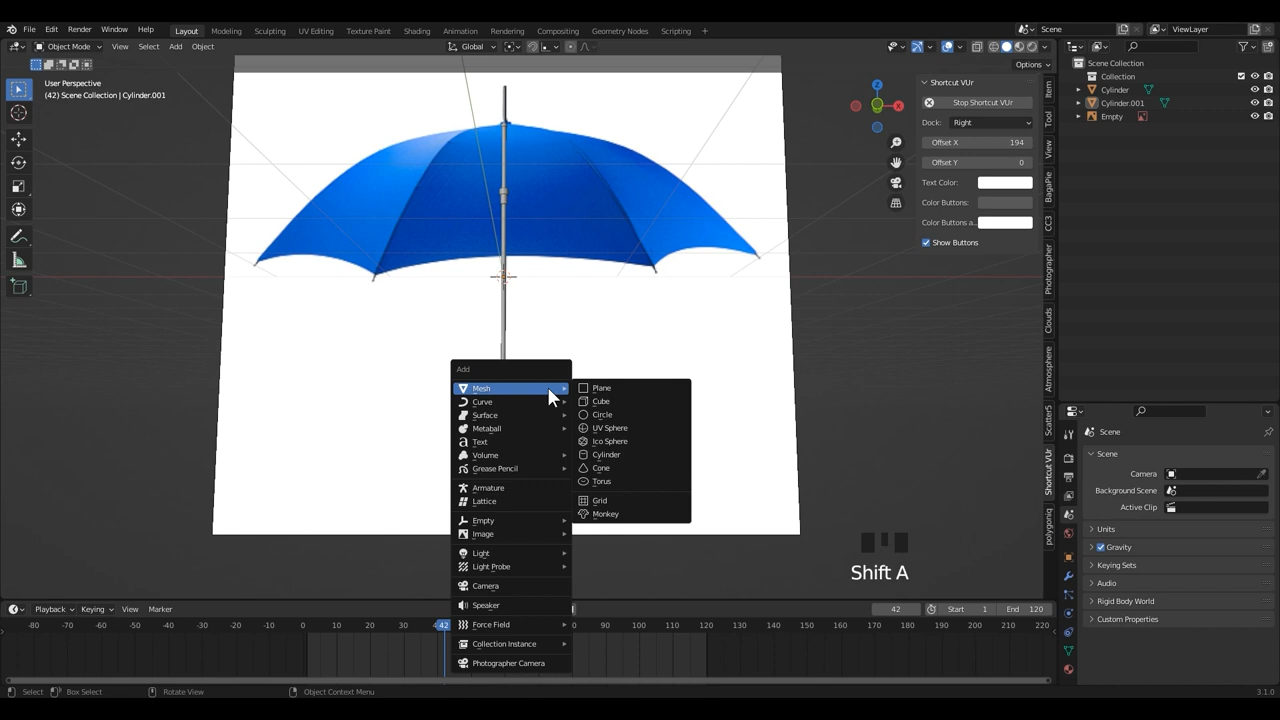 File Edit Render Window Help Layout Modeling Sculpting UV Editing Texture Paint Shading Animation Rendering Compositing Geometry Nodes Scripting Scene ViewLayer
Object Mode View Select Add Object Global
Options
User Perspective
(42) Scene Collection | Cylinder.001
Shortcut VUr
Stop Shortcut VUr
Dock: Right
Offset X 194
Offset Y 0
Text Color:
Color Buttons:
Color Buttons a...
Show Buttons
X
Item
Tool
View
BagaPie
CC3
Photographer
Clouds
Atmosphere
Scatter5
Shortcut VUr
polygoniq
Scene Collection
Collection
Cylinder
Cylinder.001
Empty
Add
Mesh
Curve
Surface
Metaball
Text
Volume
Grease Pencil
Armature
Lattice
Empty
Image
Light
Light Probe
Camera
Speaker
Force Field
Collection Instance
Photographer Camera
Plane
Cube
Circle
UV Sphere
Ico Sphere
Cylinder
Cone
Torus
Grid
Monkey
Shift A
Scene
Scene
Camera
Background Scene
Active Clip
Units
Gravity
Keying Sets
Audio
Rigid Body World
Custom Properties
Playback Keying View Marker 42 Start 1 End 120
-80 -70 -60 -50 -40 -30 -20 -10 0 10 20 30 42 80 90 100 110 120 130 140 150 160 170 180 190 200 210 220
Select Box Select Rotate View Object Context Menu 3.1.0